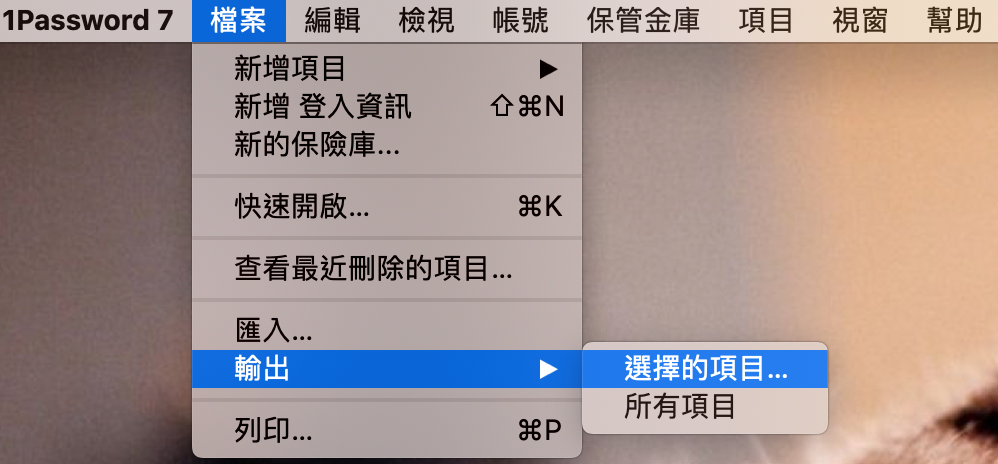 1Password 7 檔案 編輯 檢視 帳號 保管金庫 項目 視窗 幫助
新增項目 ▶
新增 登入資訊 ⇧⌘N
新的保險庫...
快速開啟... ⌘K
查看最近刪除的項目...
匯入...
輸出 ▶ 選擇的項目...
所有項目
列印... ⌘P